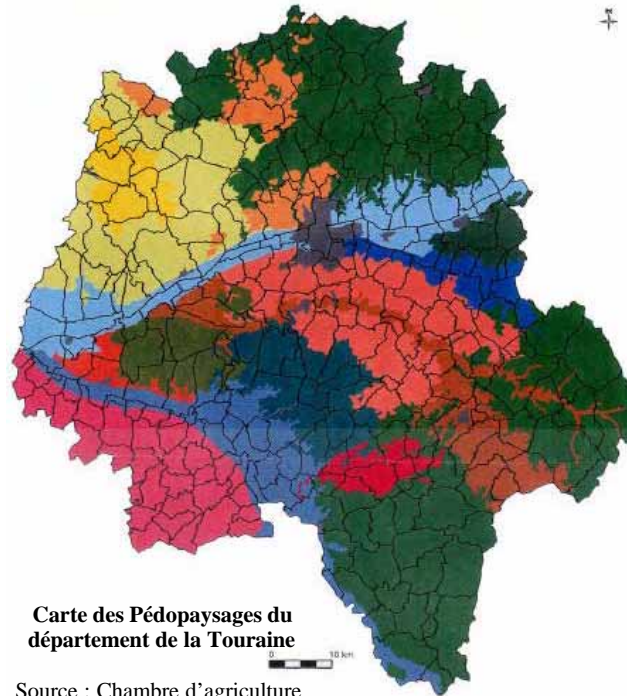 N
Carte des Pédopaysages du
département de la Touraine
0 10 km
Source : Chambre d’agriculture